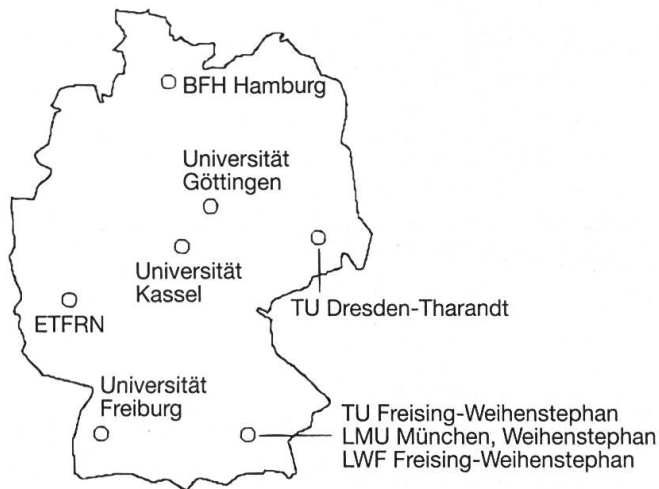 BFH Hamburg
Universität
Göttingen
Universität
Kassel
TU Dresden-Tharandt
ETFRN
Universität
Freiburg
TU Freising-Weihenstephan
LMU München, Weihenstephan
LWF Freising-Weihenstephan